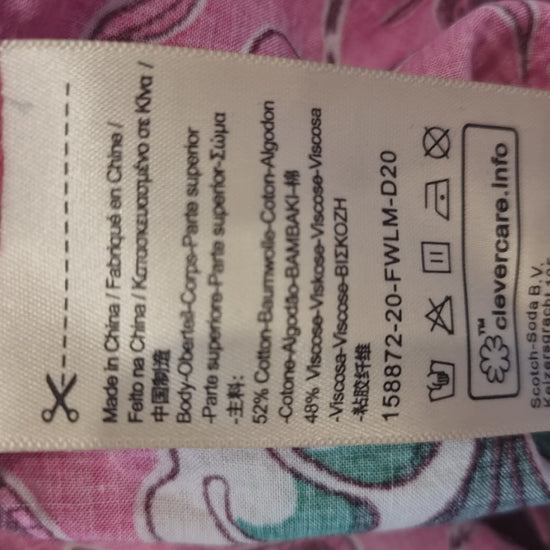 Made in China / Fabriqué en Chine /
Feito na China / Κατασκευασμένο σε Κίνα /
中国制造
Body-Oberteil-Corps-Parte superior
-Parte superiore-Parte superior-Σώμα
-主料:
52% Cotton-Baumwolle-Coton-Algodon
-Cotone-Algodão-BAMBAKI-棉
48% Viscose-Viskose-Viscose-Viscosa
-Viscosa-Viscose-ΒΙΣΚΟΖΗ
-粘胶纤维
158872-20-FWLM-D20
™ clevercare.info
Scotch-Soda B.V.